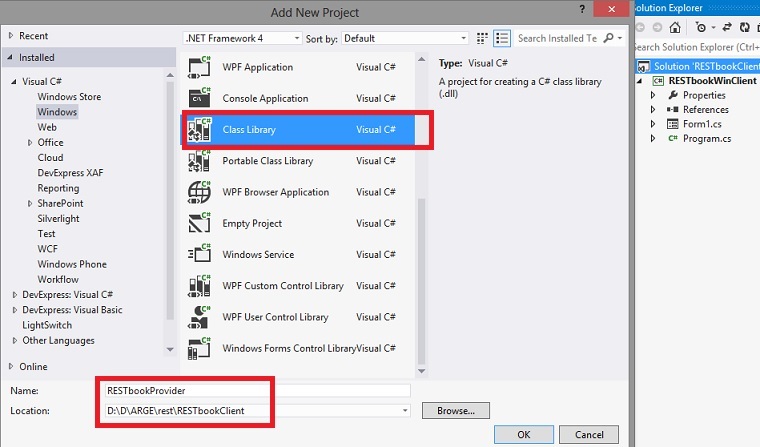 Add New Project
Recent
Installed
Visual C#
Windows Store
Windows
Web
Office
Cloud
DevExpress XAF
Reporting
SharePoint
Silverlight
Test
WCF
Windows Phone
Workflow
DevExpress: Visual C#
DevExpress: Visual Basic
LightSwitch
Other Languages
Online
.NET Framework 4
Sort by: Default
WPF Application Visual C#
Console Application Visual C#
Class Library Visual C#
Portable Class Library Visual C#
WPF Browser Application Visual C#
Empty Project Visual C#
Windows Service Visual C#
WPF Custom Control Library Visual C#
WPF User Control Library Visual C#
Windows Forms Control Library Visual C#
Search Installed Te
Type: Visual C#
A project for creating a C# class library
(.dll)
Name: RESTbookProvider
Location: D:\D\ARGE\rest\RESTbookClient
Browse...
OK Cancel
Solution Explorer
Search Solution Explorer (Ctrl+
Solution 'RESTbookClient
RESTbookWinClient
Properties
References
Form1.cs
Program.cs